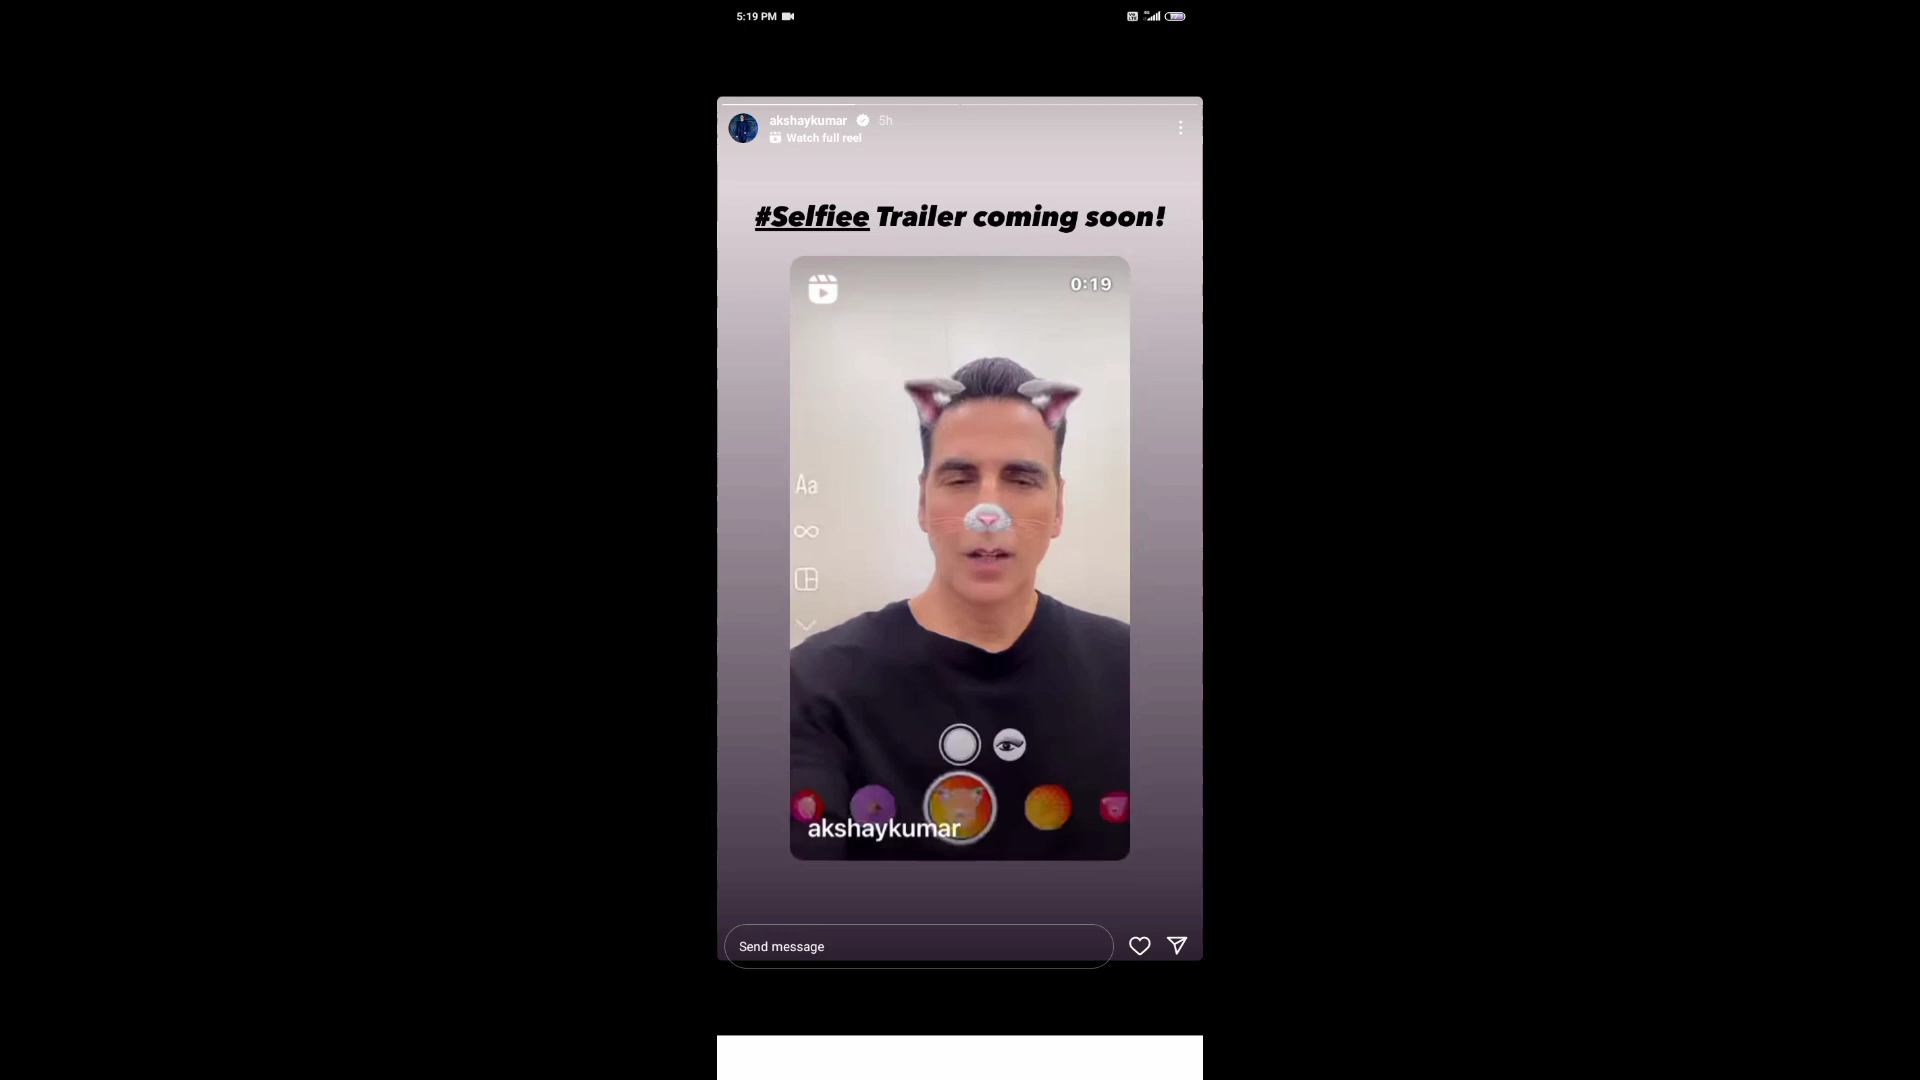 5:19 PM
akshaykumar 5h
Watch full reel
#Selfiee Trailer coming soon!
0:19
Aa
akshaykumar
Send message